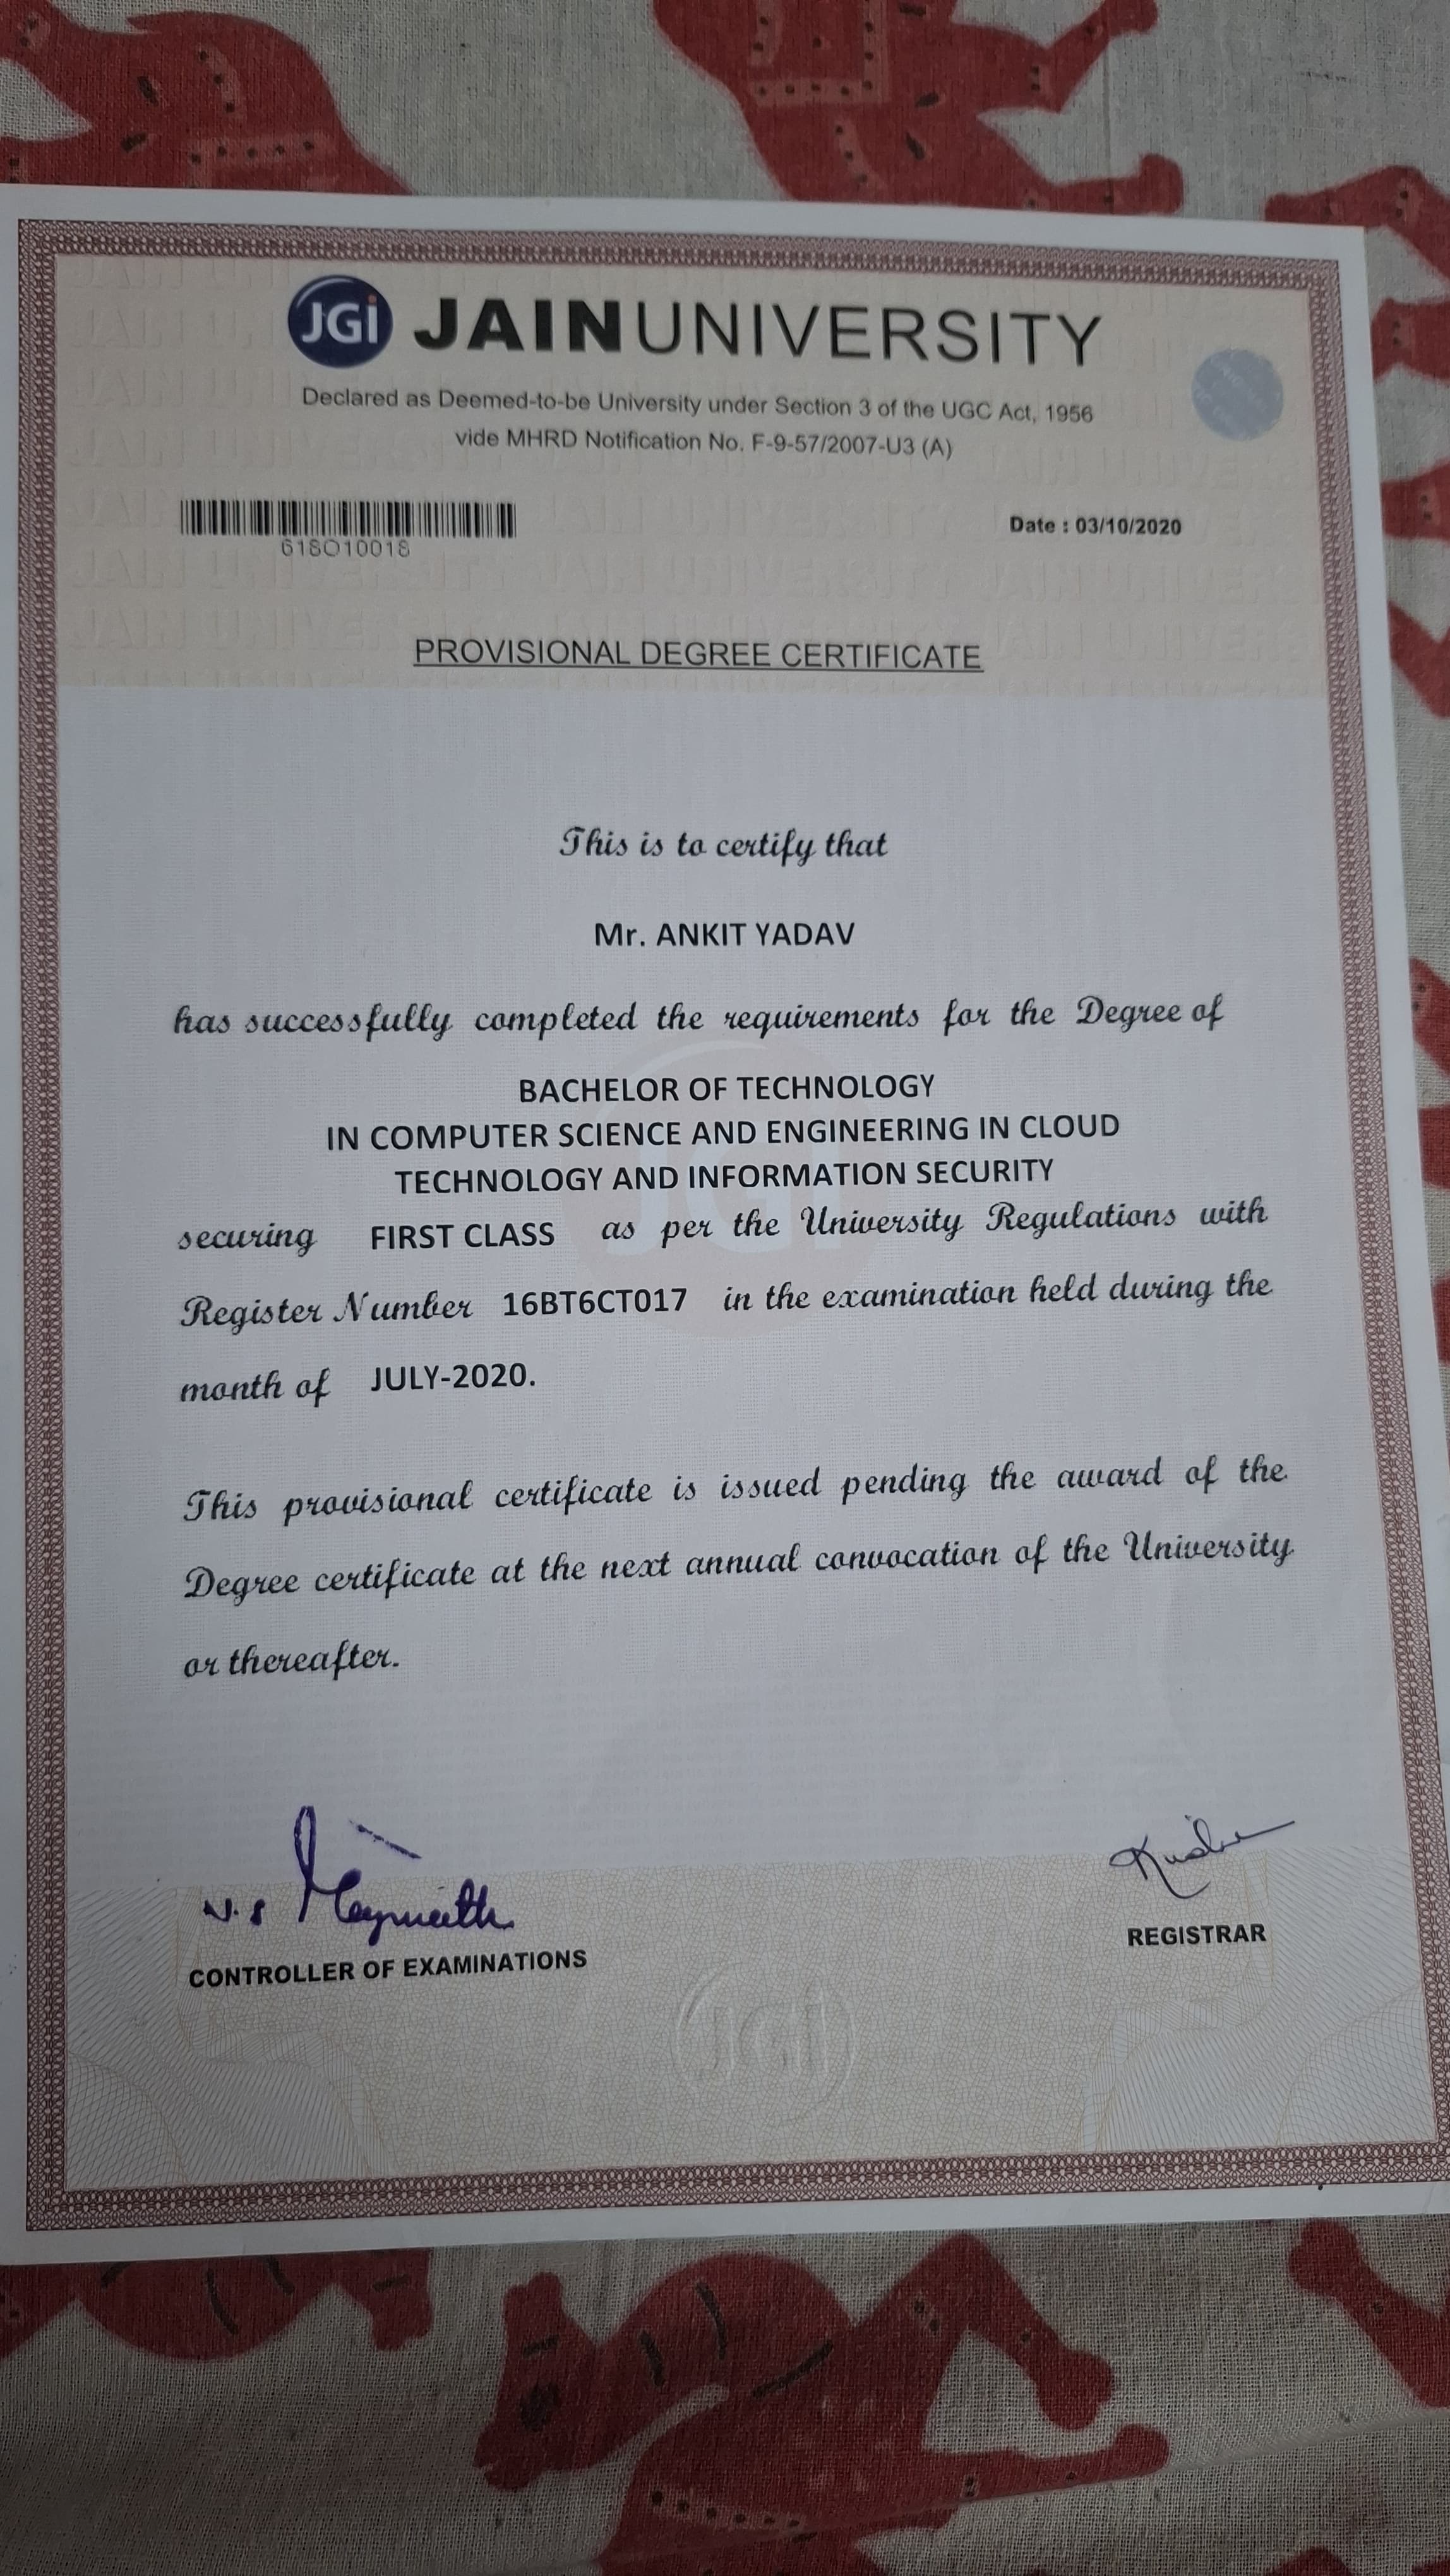 JGi JAIN UNIVERSITY
Declared as Deemed-to-be University under Section 3 of the UGC Act, 1956
vide MHRD Notification No. F-9-57/2007-U3 (A)
618O10018
Date : 03/10/2020
PROVISIONAL DEGREE CERTIFICATE
This is to certify that
Mr. ANKIT YADAV
has successfully completed the requirements for the Degree of
BACHELOR OF TECHNOLOGY
IN COMPUTER SCIENCE AND ENGINEERING IN CLOUD
TECHNOLOGY AND INFORMATION SECURITY
securing FIRST CLASS as per the University Regulations with
Register Number 16BT6CT017 in the examination held during the
month of JULY-2020.
This provisional certificate is issued pending the award of the
Degree certificate at the next annual convocation of the University
or thereafter.
CONTROLLER OF EXAMINATIONS
REGISTRAR
JGi